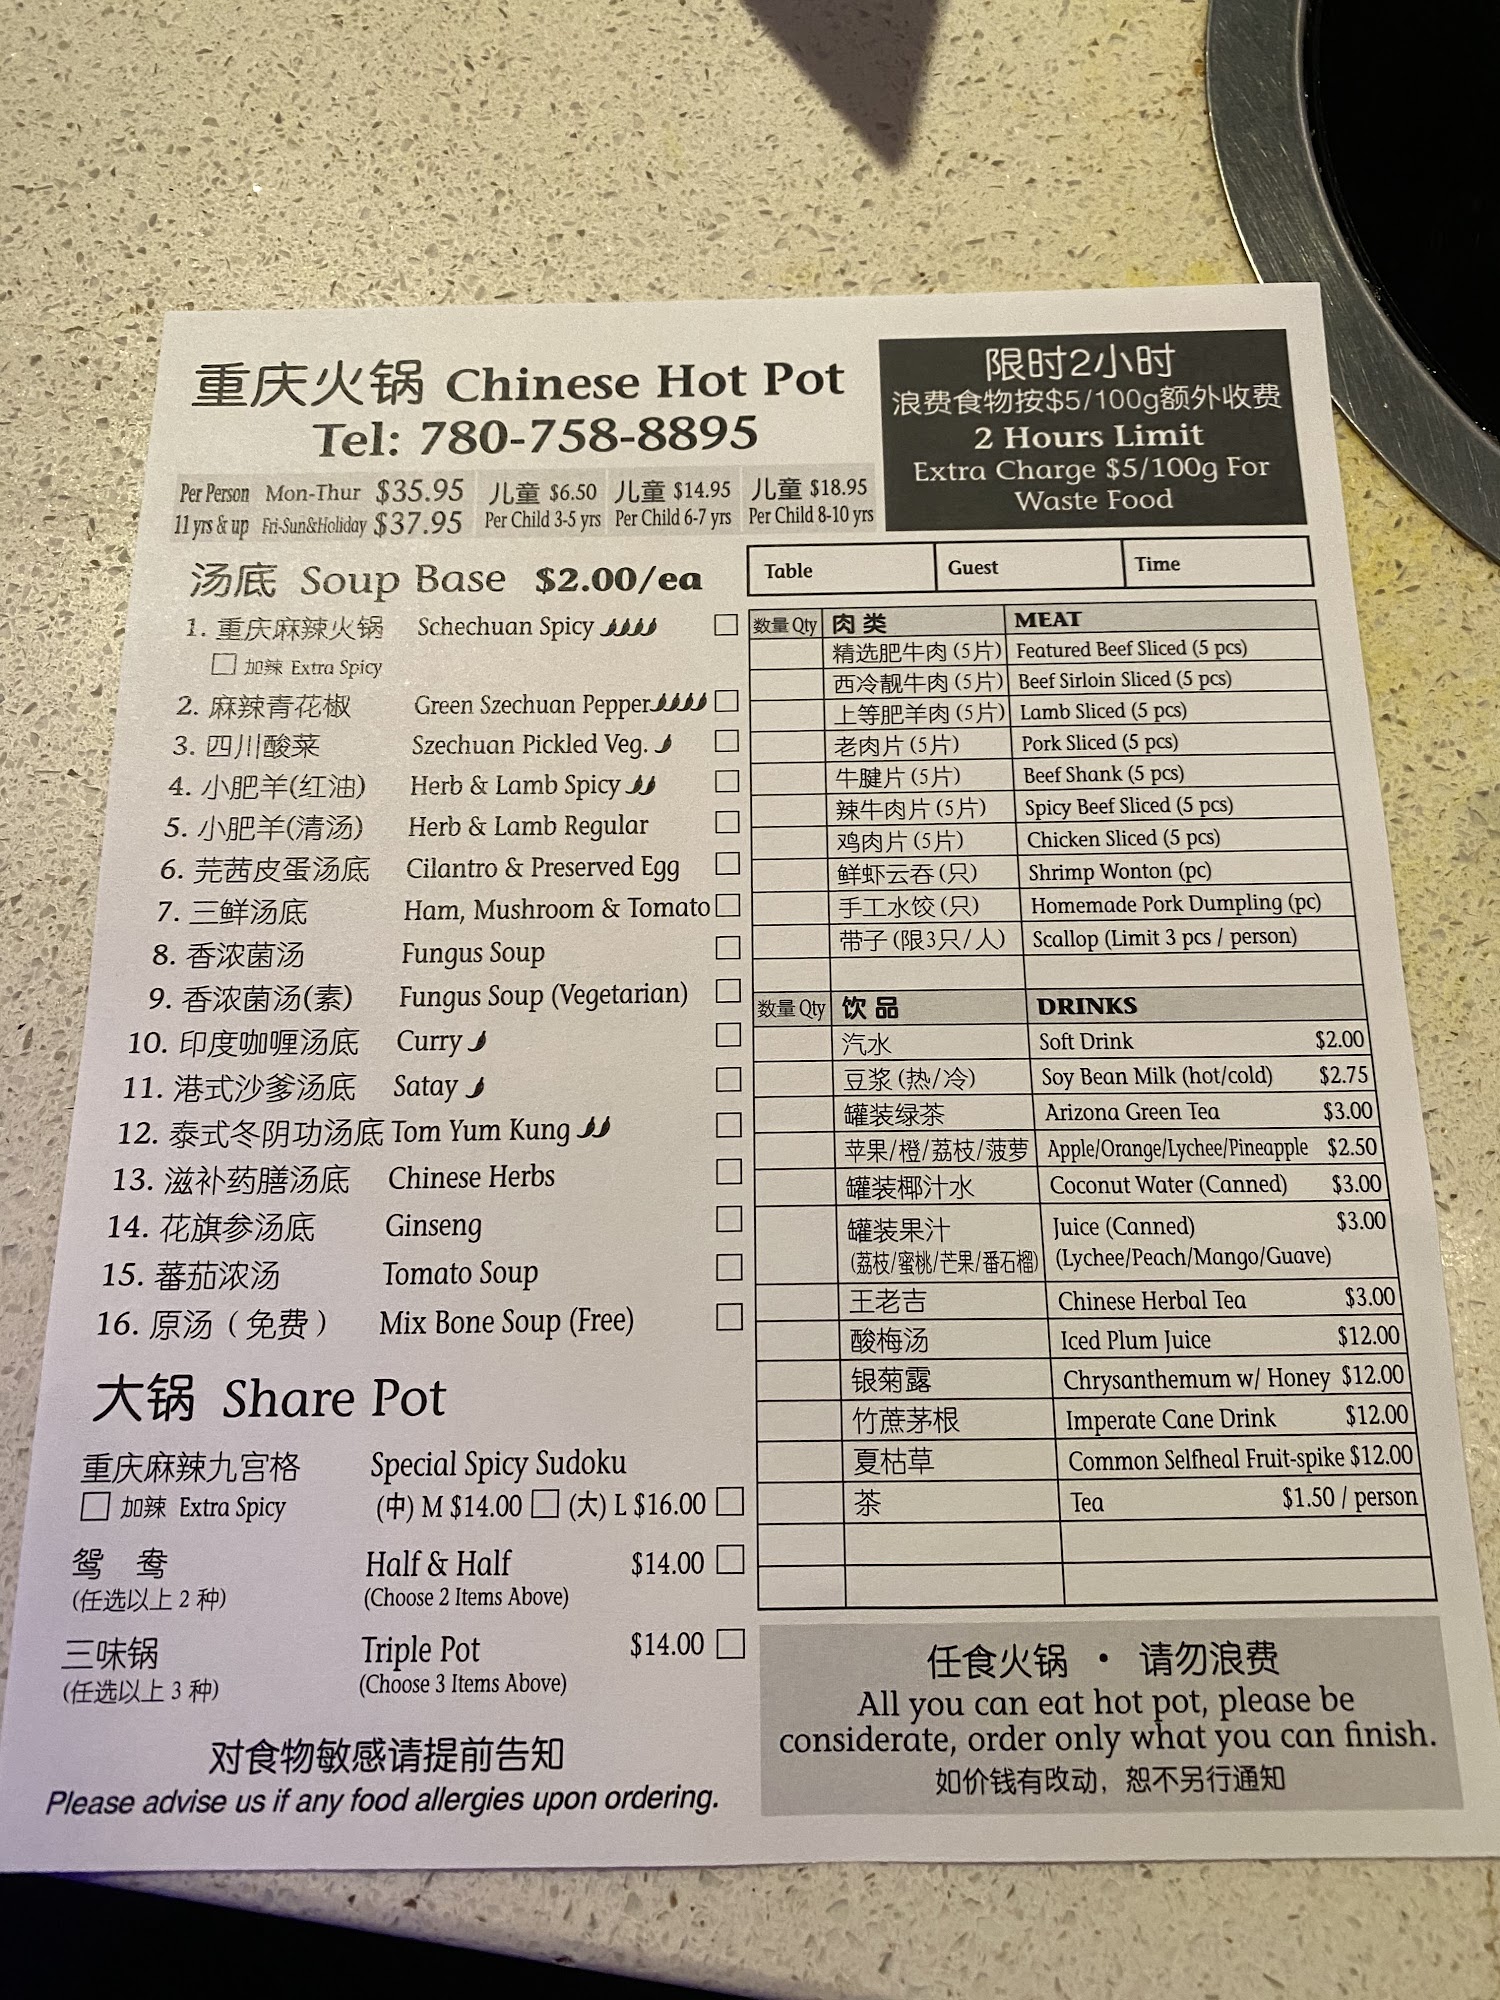 重庆火锅 Chinese Hot Pot
Tel: 780-758-8895
Per Person Mon-Thur $35.95 儿童 $6.50 儿童 $14.95 儿童 $18.95
11 yrs & up Fri-Sun&Holiday $37.95 Per Child 3-5 yrs Per Child 6-7 yrs Per Child 8-10 yrs
限时2小时
浪费食物按$5/100g额外收费
2 Hours Limit
Extra Charge $5/100g For
Waste Food
汤底 Soup Base $2.00/ea
1. 重庆麻辣火锅 Schechuan Spicy
加辣 Extra Spicy
2. 麻辣青花椒 Green Szechuan Pepper
3. 四川酸菜 Szechuan Pickled Veg.
4. 小肥羊(红油) Herb & Lamb Spicy
5. 小肥羊(清汤) Herb & Lamb Regular
6. 芫茜皮蛋汤底 Cilantro & Preserved Egg
7. 三鲜汤底 Ham, Mushroom & Tomato
8. 香浓菌汤 Fungus Soup
9. 香浓菌汤(素) Fungus Soup (Vegetarian)
10. 印度咖喱汤底 Curry
11. 港式沙爹汤底 Satay
12. 泰式冬阴功汤底 Tom Yum Kung
13. 滋补药膳汤底 Chinese Herbs
14. 花旗参汤底 Ginseng
15. 蕃茄浓汤 Tomato Soup
16. 原汤（免费） Mix Bone Soup (Free)
大锅 Share Pot
重庆麻辣九宫格 Special Spicy Sudoku
加辣 Extra Spicy (中) M $14.00 (大) L $16.00
鸳 鸯 Half & Half $14.00
(任选以上 2 种) (Choose 2 Items Above)
三味锅 Triple Pot $14.00
(任选以上 3 种) (Choose 3 Items Above)
对食物敏感请提前告知
Please advise us if any food allergies upon ordering.
Table Guest Time
数量 Qty 肉 类 MEAT
精选肥牛肉 (5片) Featured Beef Sliced (5 pcs)
西冷靓牛肉 (5片) Beef Sirloin Sliced (5 pcs)
上等肥羊肉 (5片) Lamb Sliced (5 pcs)
老肉片 (5片) Pork Sliced (5 pcs)
牛腱片 (5片) Beef Shank (5 pcs)
辣牛肉片 (5片) Spicy Beef Sliced (5 pcs)
鸡肉片 (5片) Chicken Sliced (5 pcs)
鲜虾云吞 (只) Shrimp Wonton (pc)
手工水饺 (只) Homemade Pork Dumpling (pc)
带子 (限3只/人) Scallop (Limit 3 pcs / person)
数量 Qty 饮 品 DRINKS
汽水 Soft Drink $2.00
豆浆 (热/冷) Soy Bean Milk (hot/cold) $2.75
罐装绿茶 Arizona Green Tea $3.00
苹果/橙/荔枝/菠萝 Apple/Orange/Lychee/Pineapple $2.50
罐装椰汁水 Coconut Water (Canned) $3.00
罐装果汁 Juice (Canned) $3.00
(荔枝/蜜桃/芒果/番石榴) (Lychee/Peach/Mango/Guave)
王老吉 Chinese Herbal Tea $3.00
酸梅汤 Iced Plum Juice $12.00
银菊露 Chrysanthemum w/ Honey $12.00
竹蔗茅根 Imperate Cane Drink $12.00
夏枯草 Common Selfheal Fruit-spike $12.00
茶 Tea $1.50 / person
任食火锅 · 请勿浪费
All you can eat hot pot, please be
considerate, order only what you can finish.
如价钱有改动，恕不另行通知